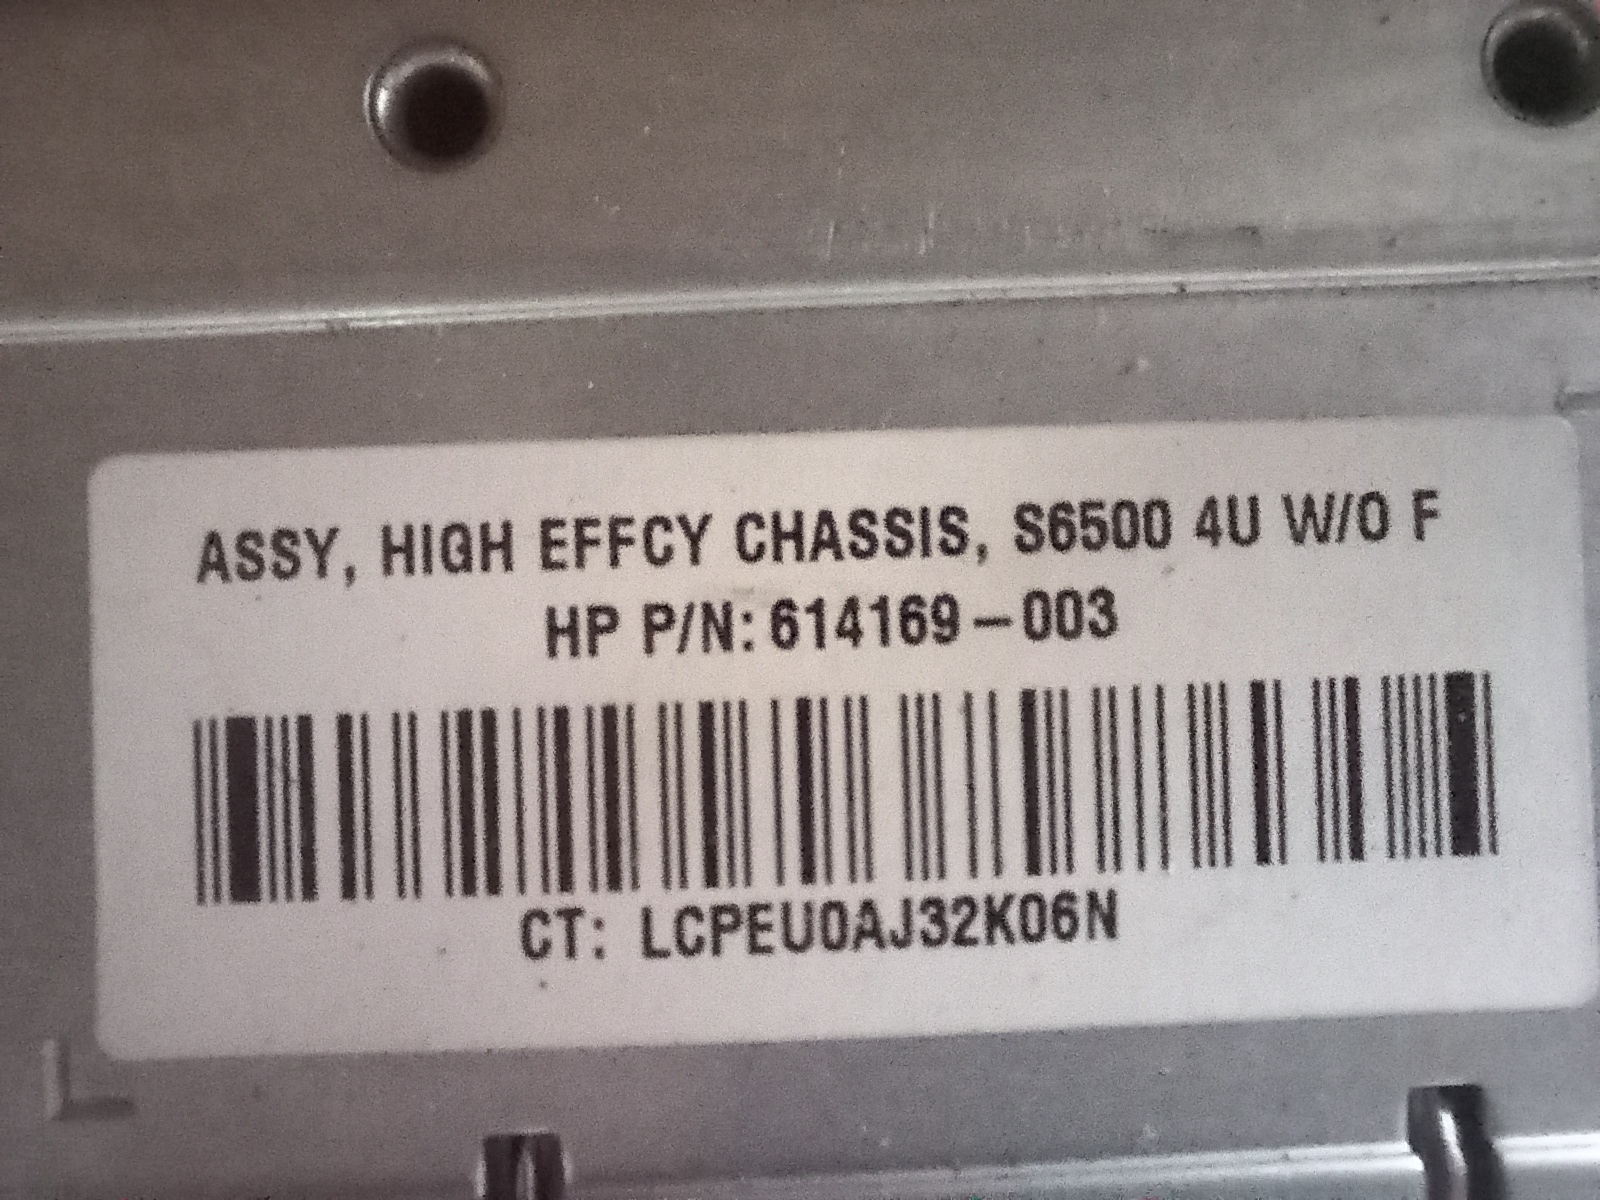 ASSY, HIGH EFFCY CHASSIS, S6500 4U W/O F
HP P/N: 614169-003
CT: LCPEU0AJ32K06N